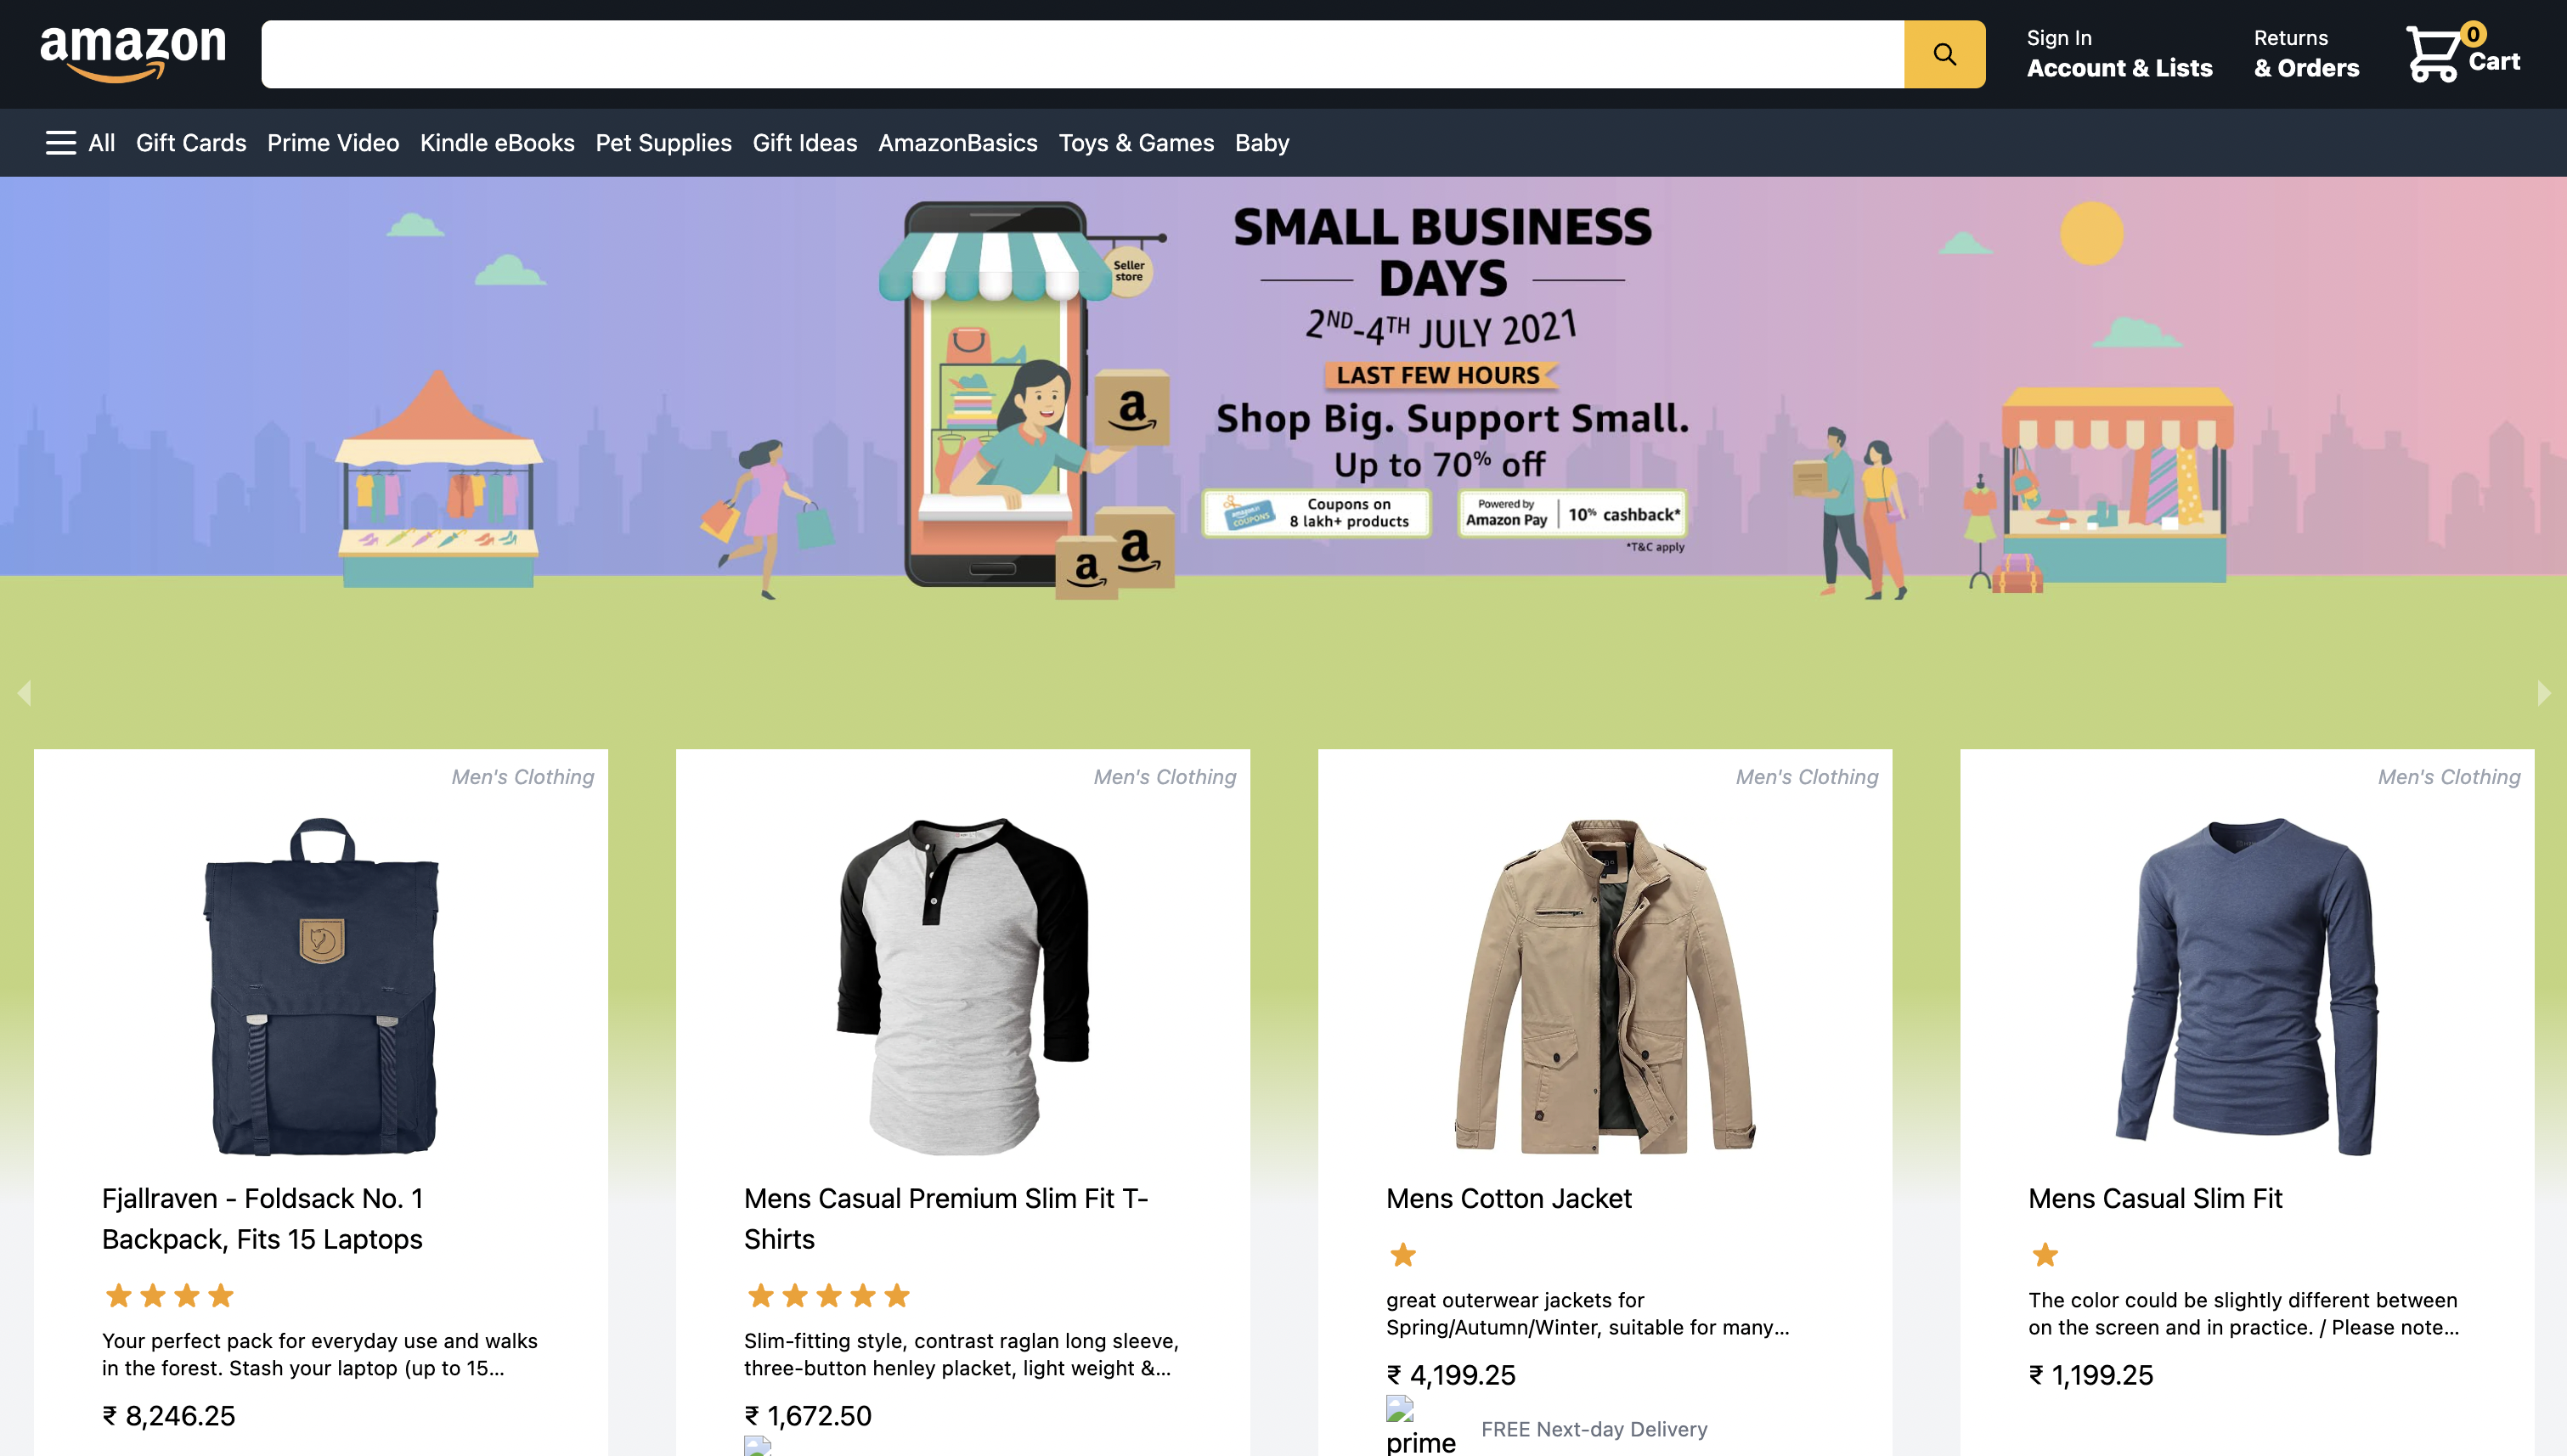 amazon
Sign In
Account & Lists
Returns
& Orders
0
Cart
All Gift Cards Prime Video Kindle eBooks Pet Supplies Gift Ideas AmazonBasics Toys & Games Baby
Seller
store
SMALL BUSINESS
DAYS
2ND-4TH JULY 2021
LAST FEW HOURS
Shop Big. Support Small.
Up to 70% off
amazon.in
COUPONS
Coupons on
8 lakh+ products
Powered by
Amazon Pay
10% cashback*
*T&C apply
a
a
a
Men's Clothing
Fjallraven - Foldsack No. 1
Backpack, Fits 15 Laptops
Your perfect pack for everyday use and walks
in the forest. Stash your laptop (up to 15...
₹ 8,246.25
Men's Clothing
Mens Casual Premium Slim Fit T-
Shirts
Slim-fitting style, contrast raglan long sleeve,
three-button henley placket, light weight &...
₹ 1,672.50
Men's Clothing
Mens Cotton Jacket
great outerwear jackets for
Spring/Autumn/Winter, suitable for many...
₹ 4,199.25
prime
FREE Next-day Delivery
Men's Clothing
Mens Casual Slim Fit
The color could be slightly different between
on the screen and in practice. / Please note...
₹ 1,199.25